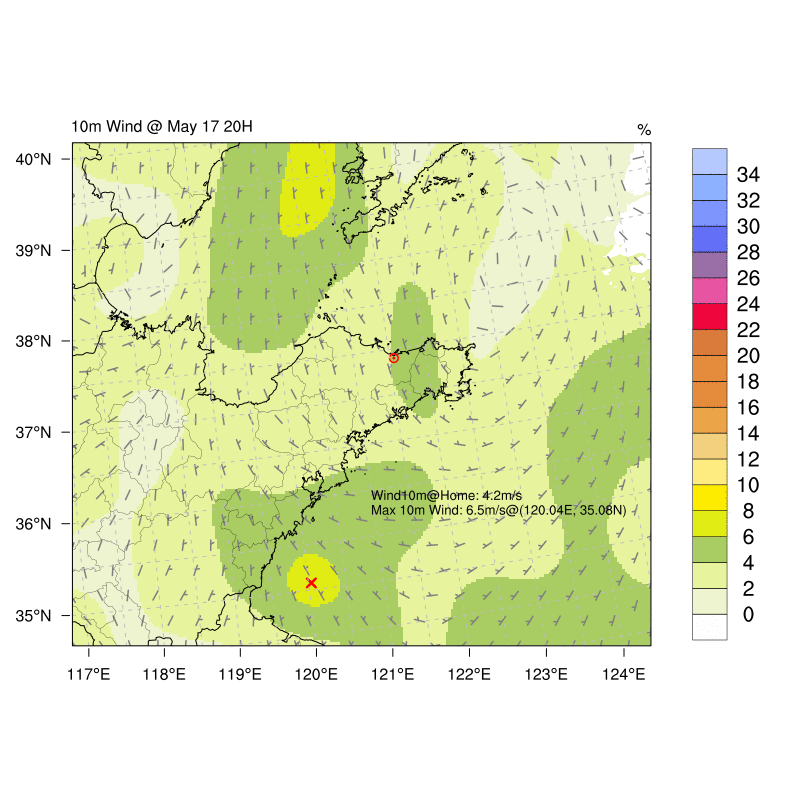 10m Wind @ May 17 20H
%
40°N
39°N
38°N
37°N
36°N
35°N
117°E 118°E 119°E 120°E 121°E 122°E 123°E 124°E
Wind10m@Home: 4.2m/s
Max 10m Wind: 6.5m/s@(120.04E, 35.08N)
34
32
30
28
26
24
22
20
18
16
14
12
10
8
6
4
2
0